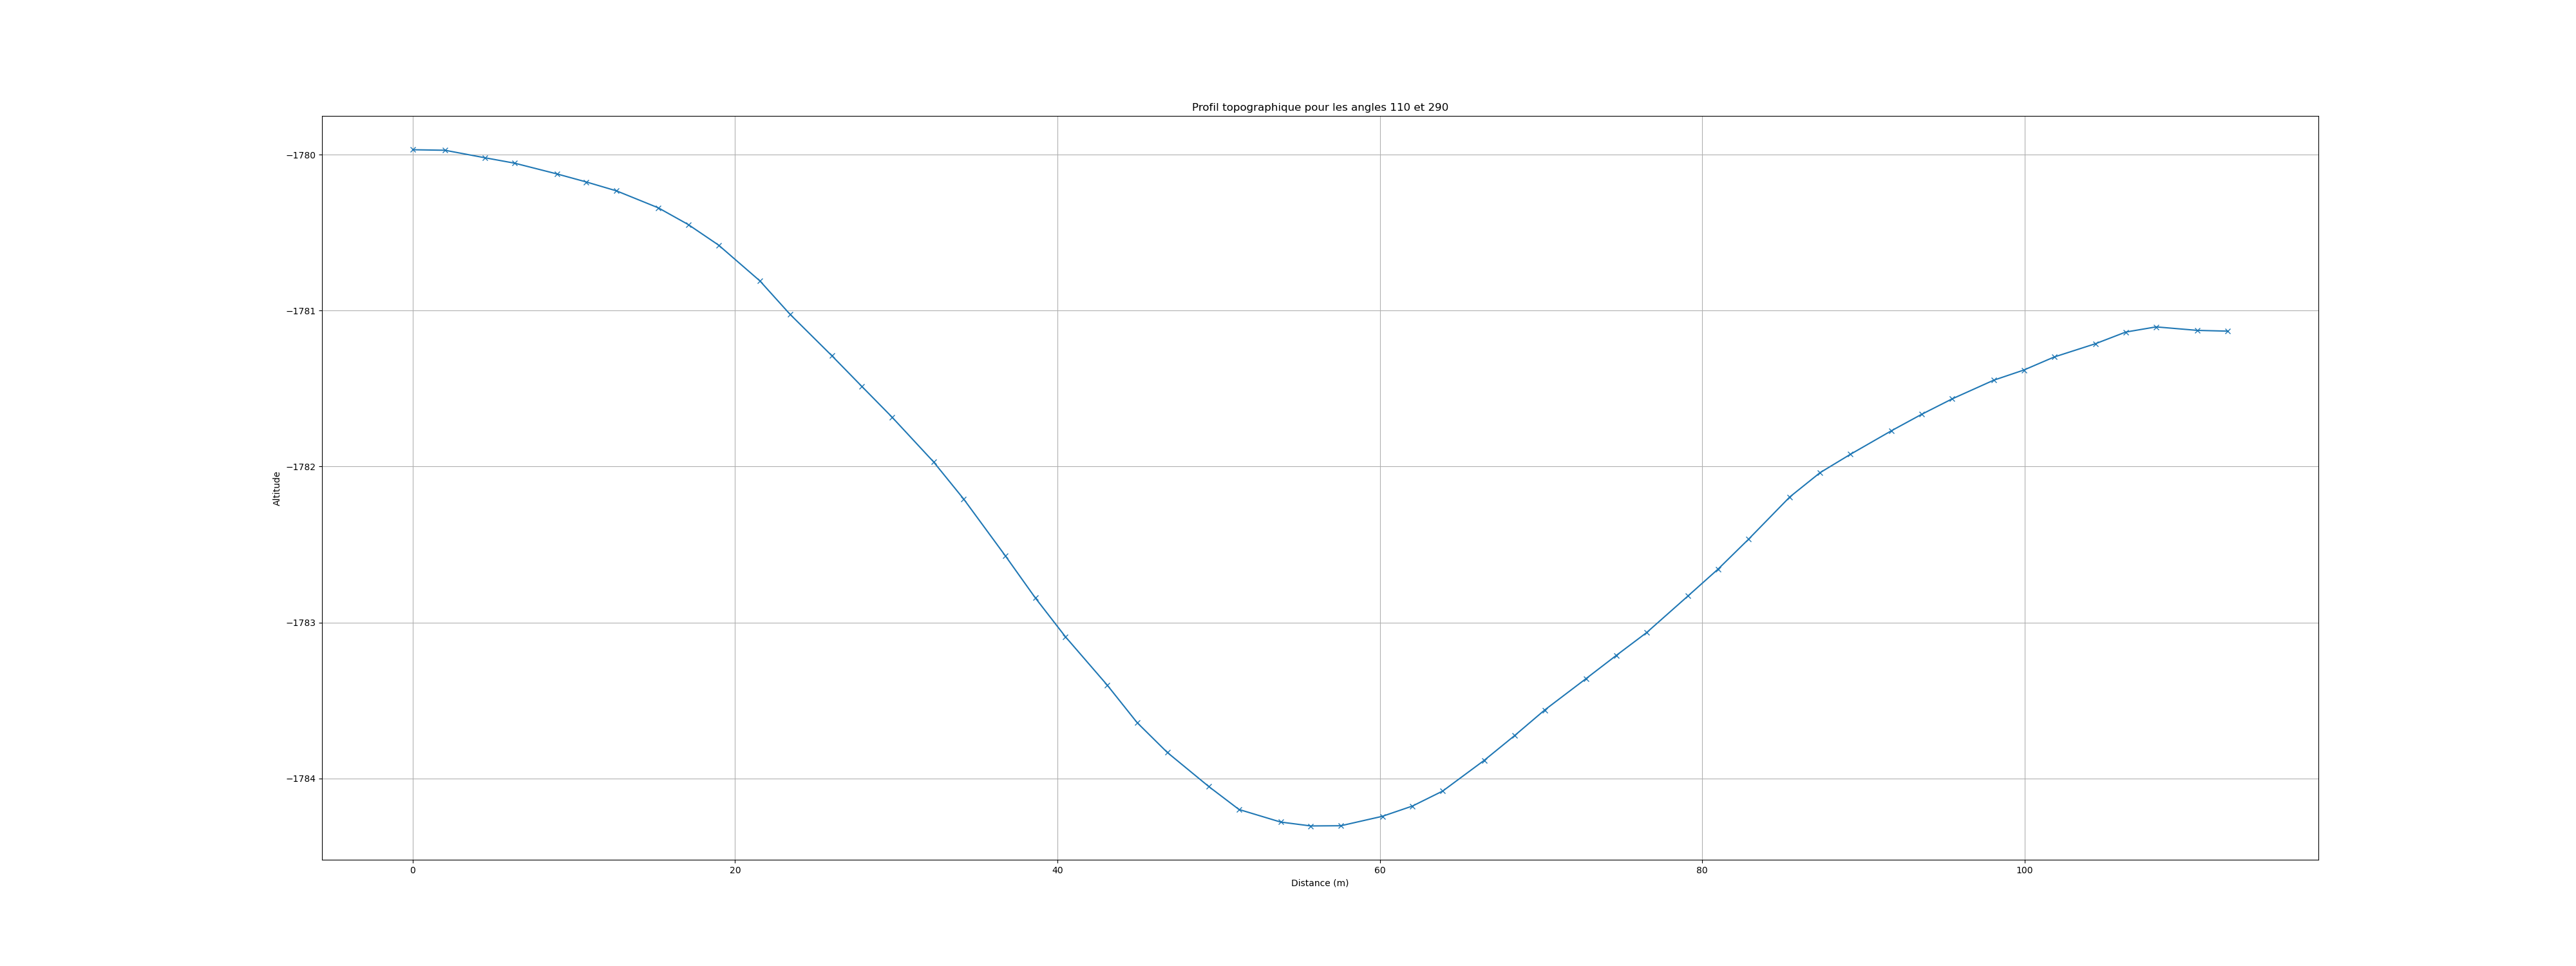 Profil topographique pour les angles 110 et 290
Altitude
−1780
−1781
−1782
−1783
−1784
0 20 40 60 80 100
Distance (m)